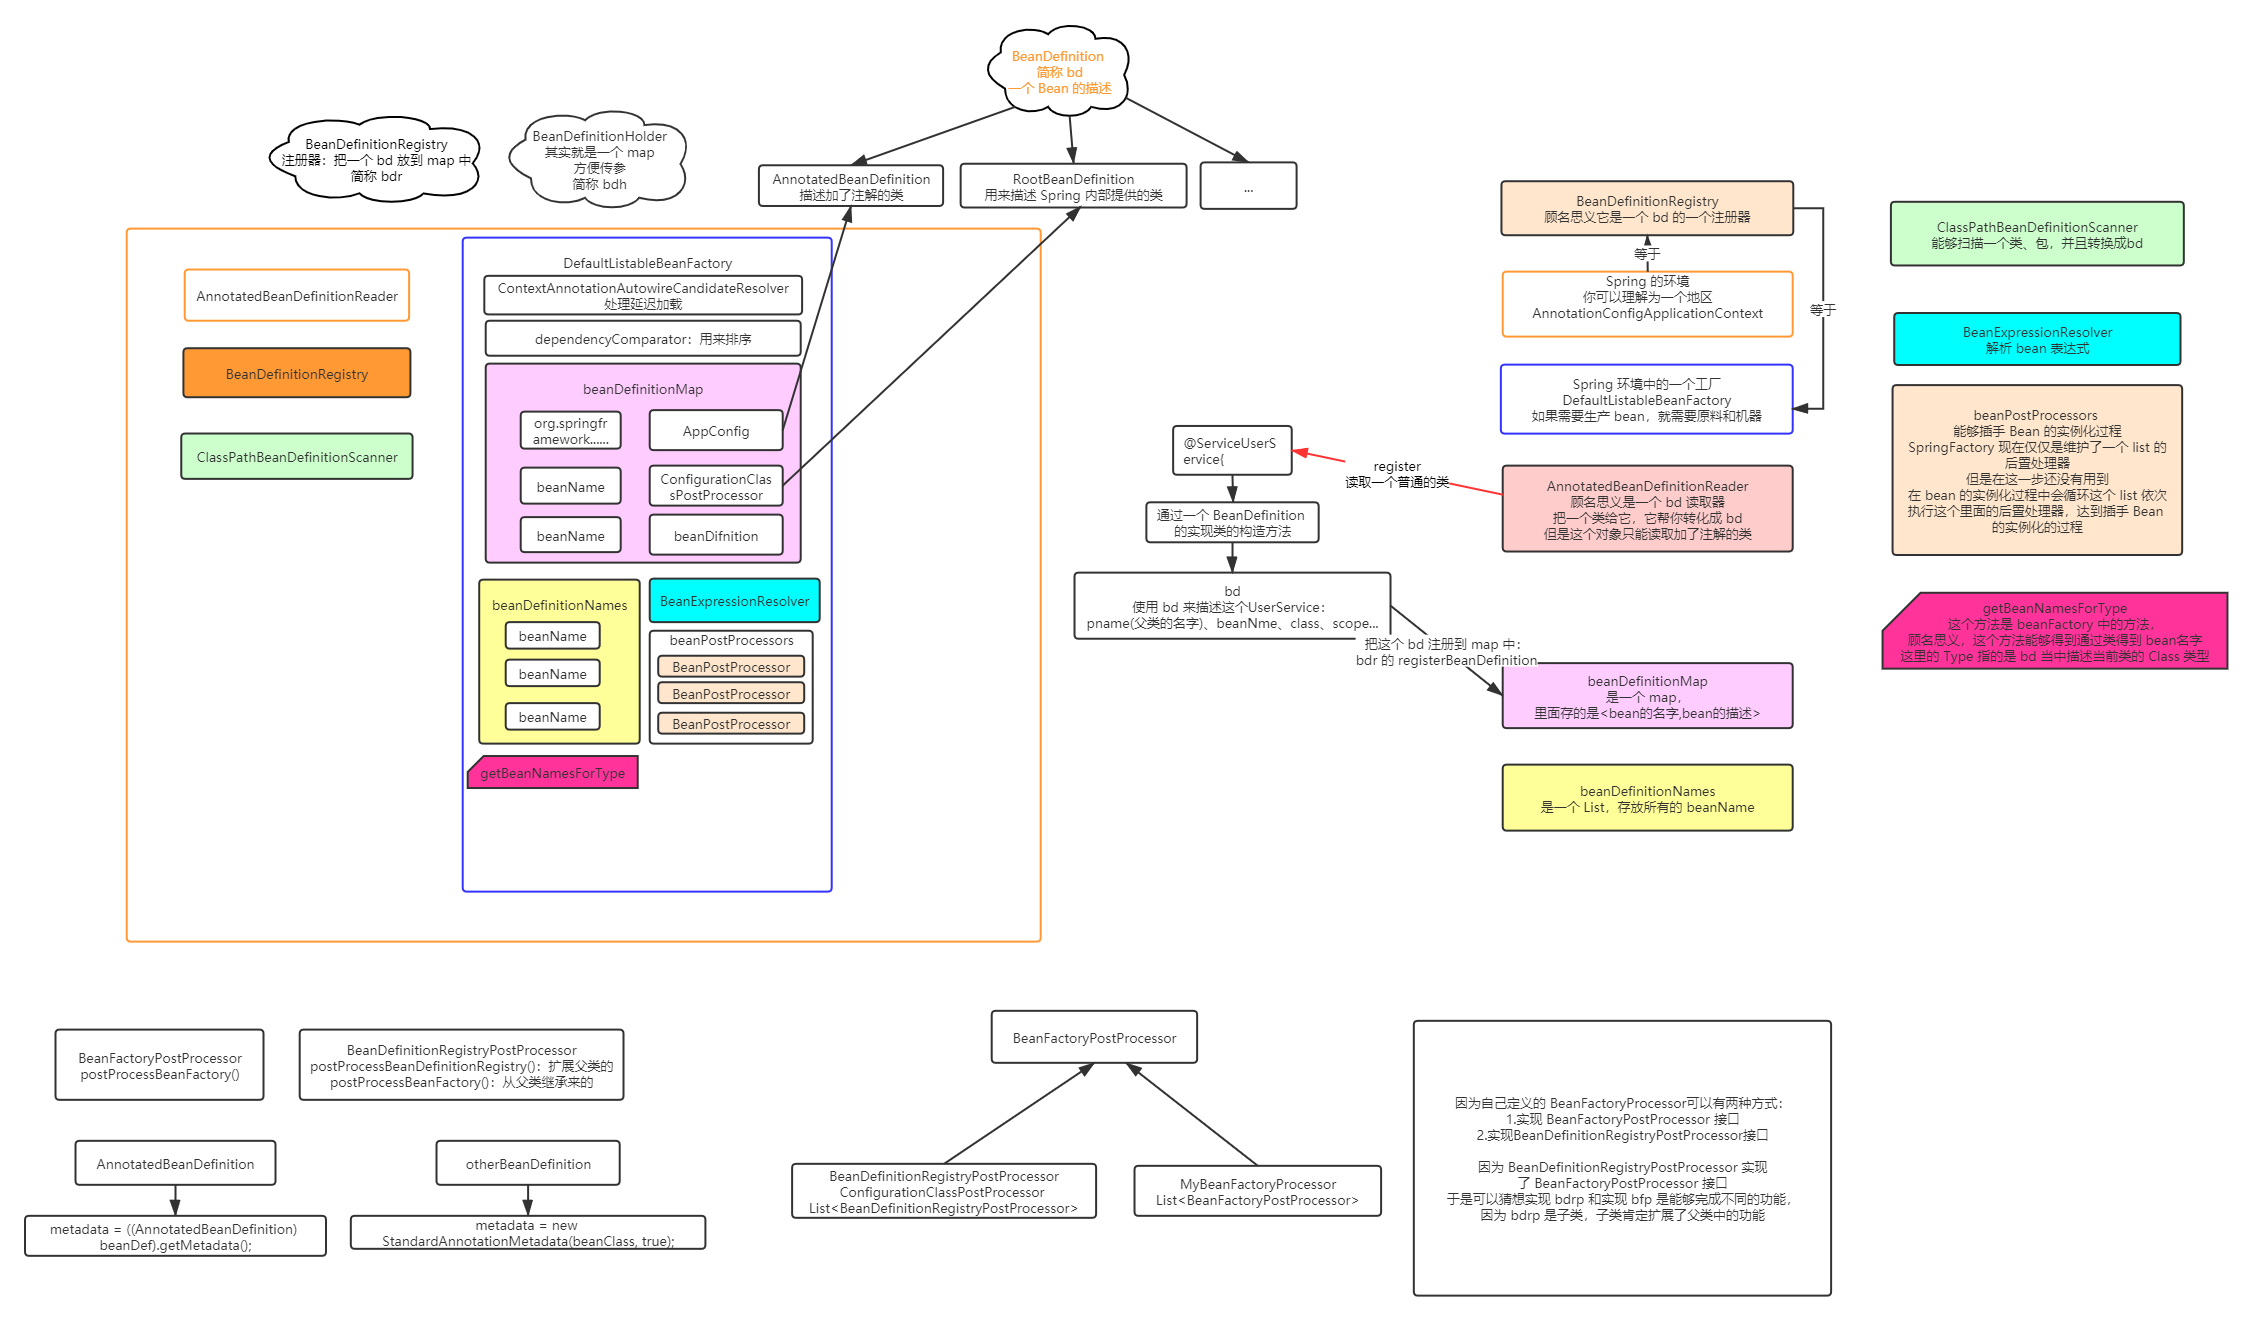 BeanDefinition
简称 bd
一个 Bean 的描述
BeanDefinitionRegistry
注册器：把一个 bd 放到 map 中
简称 bdr
BeanDefinitionHolder
其实就是一个 map
方便传参
简称 bdh
AnnotatedBeanDefinition
描述加了注解的类
RootBeanDefinition
用来描述 Spring 内部提供的类
...
AnnotatedBeanDefinitionReader
BeanDefinitionRegistry
ClassPathBeanDefinitionScanner
DefaultListableBeanFactory
ContextAnnotationAutowireCandidateResolver
处理延迟加载
dependencyComparator：用来排序
beanDefinitionMap
org.springfr
amework......
AppConfig
beanName
ConfigurationClas
sPostProcessor
beanName
beanDifnition
beanDefinitionNames
beanName
beanName
beanName
BeanExpressionResolver
beanPostProcessors
BeanPostProcessor
BeanPostProcessor
BeanPostProcessor
getBeanNamesForType
@ServiceUserS
ervice{
通过一个 BeanDefinition
的实现类的构造方法
bd
使用 bd 来描述这个UserService：
pname(父类的名字)、beanNme、class、scope...
register
读取一个普通的类
把这个 bd 注册到 map 中：
bdr 的 registerBeanDefinition
BeanDefinitionRegistry
顾名思义它是一个 bd 的一个注册器
等于
Spring 的环境
你可以理解为一个地区
AnnotationConfigApplicationContext
等于
Spring 环境中的一个工厂
DefaultListableBeanFactory
如果需要生产 bean，就需要原料和机器
AnnotatedBeanDefinitionReader
顾名思义是一个 bd 读取器
把一个类给它，它帮你转化成 bd
但是这个对象只能读取加了注解的类
beanDefinitionMap
是一个 map，
里面存的是<bean的名字,bean的描述>
beanDefinitionNames
是一个 List，存放所有的 beanName
ClassPathBeanDefinitionScanner
能够扫描一个类、包，并且转换成bd
BeanExpressionResolver
解析 bean 表达式
beanPostProcessors
能够插手 Bean 的实例化过程
SpringFactory 现在仅仅是维护了一个 list 的
后置处理器
但是在这一步还没有用到
在 bean 的实例化过程中会循环这个 list 依次
执行这个里面的后置处理器，达到插手 Bean
的实例化的过程
getBeanNamesForType
这个方法是 beanFactory 中的方法，
顾名思义，这个方法能够得到通过类得到 bean名字
这里的 Type 指的是 bd 当中描述当前类的 Class 类型
BeanFactoryPostProcessor
postProcessBeanFactory()
BeanDefinitionRegistryPostProcessor
postProcessBeanDefinitionRegistry()：扩展父类的
postProcessBeanFactory()：从父类继承来的
AnnotatedBeanDefinition
metadata = ((AnnotatedBeanDefinition)
beanDef).getMetadata();
otherBeanDefinition
metadata = new
StandardAnnotationMetadata(beanClass, true);
BeanFactoryPostProcessor
BeanDefinitionRegistryPostProcessor
ConfigurationClassPostProcessor
List<BeanDefinitionRegistryPostProcessor>
MyBeanFactoryProcessor
List<BeanFactoryPostProcessor>
因为自己定义的 BeanFactoryProcessor可以有两种方式：
1.实现 BeanFactoryPostProcessor 接口
2.实现BeanDefinitionRegistryPostProcessor接口
因为 BeanDefinitionRegistryPostProcessor 实现
了 BeanFactoryPostProcessor 接口
于是可以猜想实现 bdrp 和实现 bfp 是能够完成不同的功能，
因为 bdrp 是子类，子类肯定扩展了父类中的功能